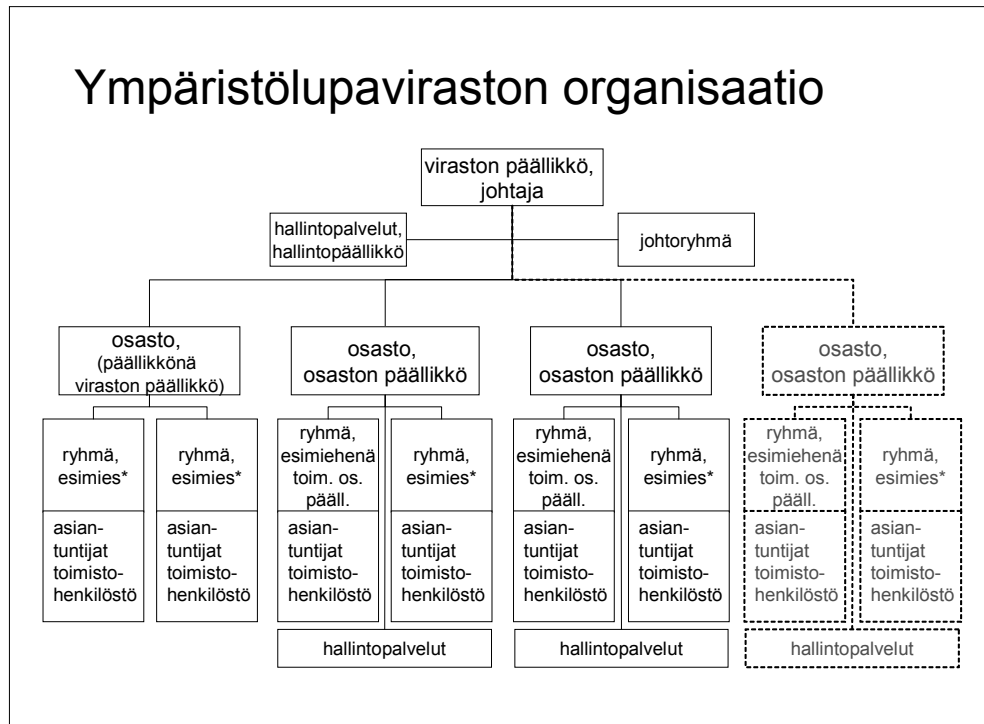 Ympäristölupaviraston organisaatio
viraston päällikkö,
johtaja
hallintopalvelut,
hallintopäällikkö
johtoryhmä
osasto,
(päällikkönä
viraston päällikkö)
osasto,
osaston päällikkö
osasto,
osaston päällikkö
osasto,
osaston päällikkö
ryhmä,
esimies*
ryhmä,
esimies*
ryhmä,
esimiehenä
toim. os.
pääll.
ryhmä,
esimies*
ryhmä,
esimiehenä
toim. os.
pääll.
ryhmä,
esimies*
ryhmä,
esimiehenä
toim. os.
pääll.
ryhmä,
esimies*
asian-
tuntijat
toimisto-
henkilöstö
asian-
tuntijat
toimisto-
henkilöstö
asian-
tuntijat
toimisto-
henkilöstö
asian-
tuntijat
toimisto-
henkilöstö
asian-
tuntijat
toimisto-
henkilöstö
asian-
tuntijat
toimisto-
henkilöstö
asian-
tuntijat
toimisto-
henkilöstö
asian-
tuntijat
toimisto-
henkilöstö
hallintopalvelut
hallintopalvelut
hallintopalvelut